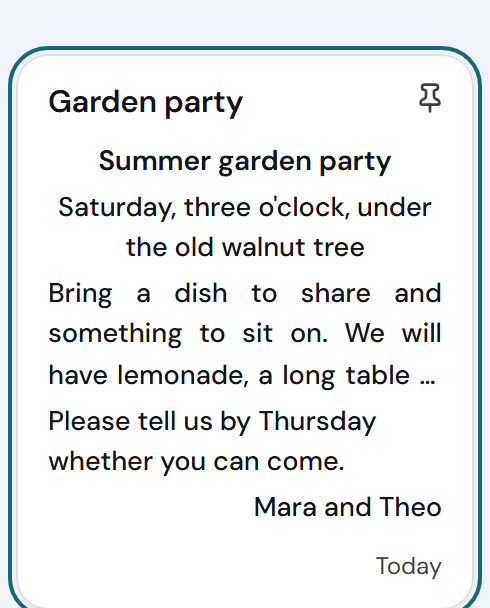 Garden party
Summer garden party
Saturday, three o'clock, under
the old walnut tree
Bring a dish to share and
something to sit on. We will
have lemonade, a long table ...
Please tell us by Thursday
whether you can come.
Mara and Theo
Today